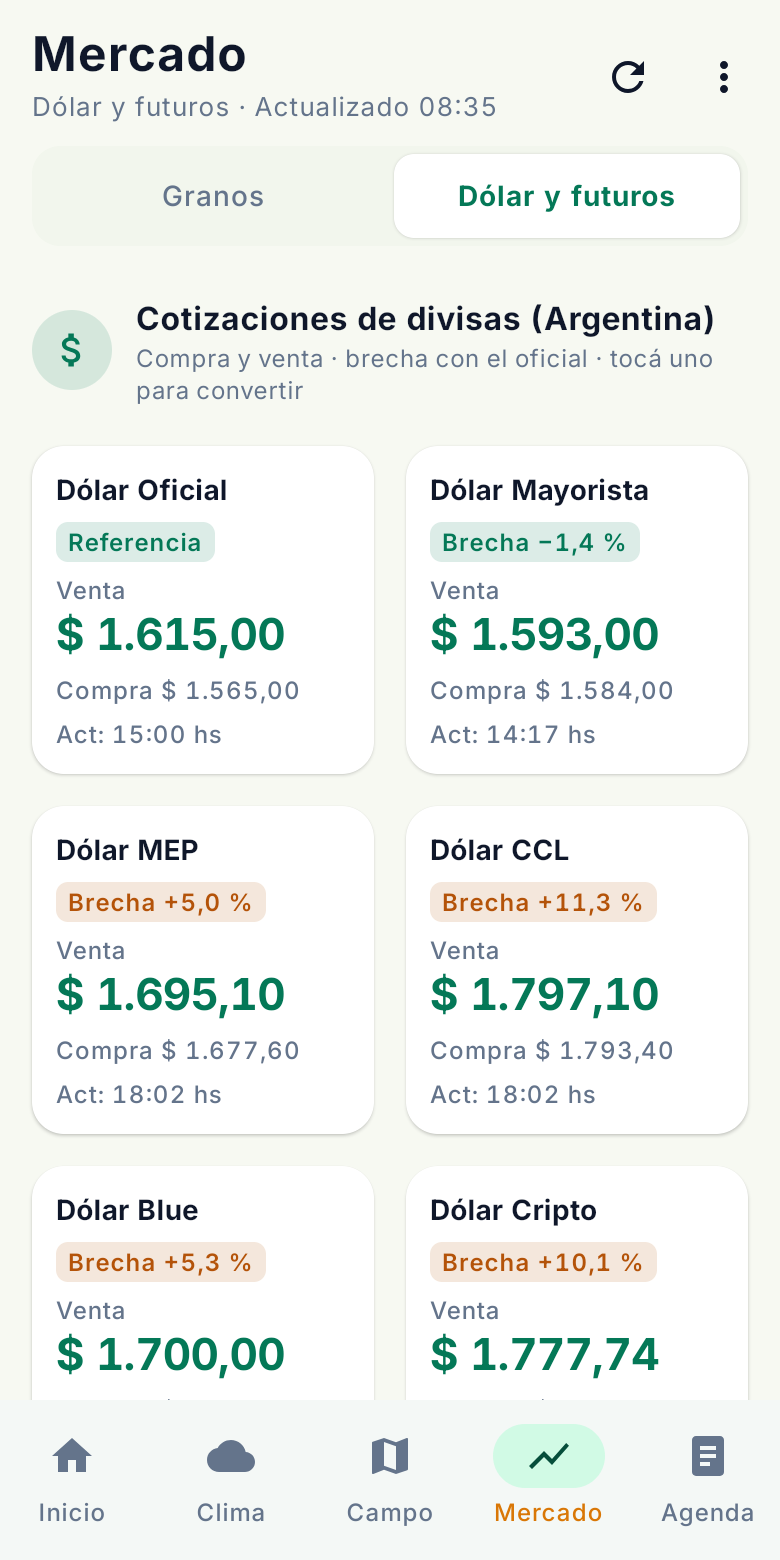 Mercado
Dólar y futuros · Actualizado 08:35
Granos
Dólar y futuros
$
Cotizaciones de divisas (Argentina)
Compra y venta · brecha con el oficial · tocá uno
para convertir
Dólar Oficial
Referencia
Venta
$ 1.615,00
Compra $ 1.565,00
Act: 15:00 hs
Dólar Mayorista
Brecha −1,4 %
Venta
$ 1.593,00
Compra $ 1.584,00
Act: 14:17 hs
Dólar MEP
Brecha +5,0 %
Venta
$ 1.695,10
Compra $ 1.677,60
Act: 18:02 hs
Dólar CCL
Brecha +11,3 %
Venta
$ 1.797,10
Compra $ 1.793,40
Act: 18:02 hs
Dólar Blue
Brecha +5,3 %
Venta
$ 1.700,00
Dólar Cripto
Brecha +10,1 %
Venta
$ 1.777,74
Inicio
Clima
Campo
Mercado
Agenda